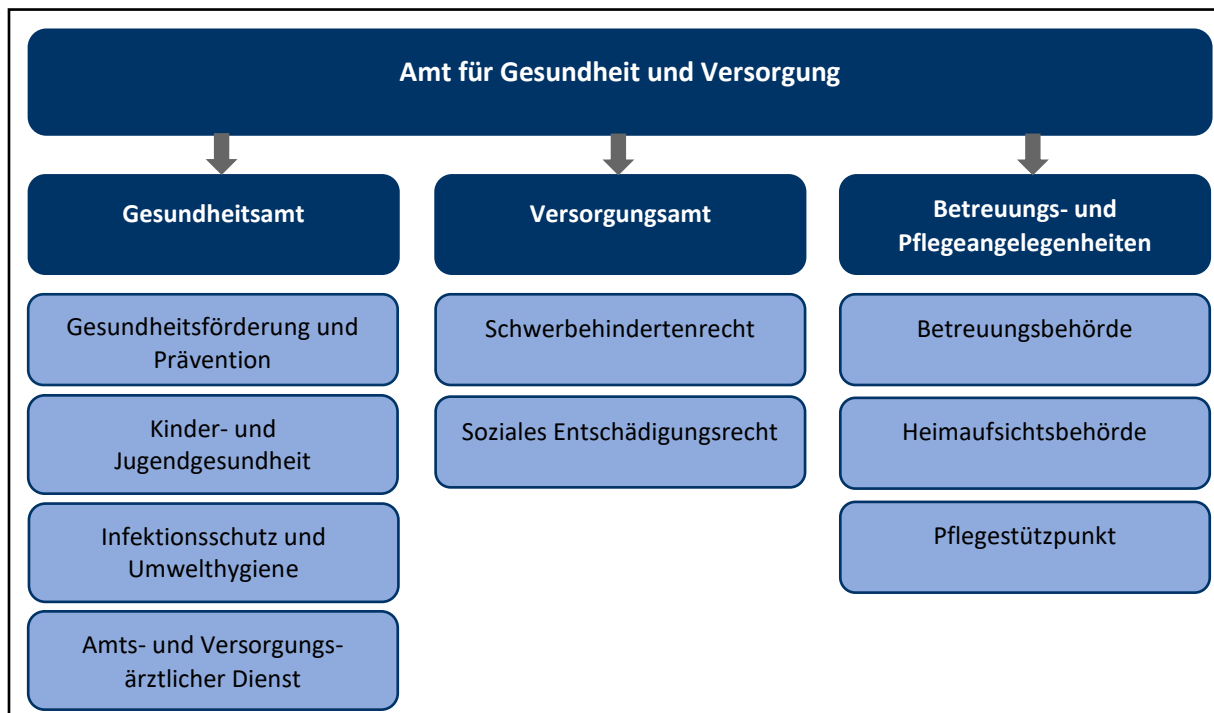 Amt für Gesundheit und Versorgung
Gesundheitsamt
Gesundheitsförderung und
Prävention
Kinder- und
Jugendgesundheit
Infektionsschutz und
Umwelthygiene
Amts- und Versorgungs-
ärztlicher Dienst
Versorgungsamt
Schwerbehindertenrecht
Soziales Entschädigungsrecht
Betreuungs- und
Pflegeangelegenheiten
Betreuungsbehörde
Heimaufsichtsbehörde
Pflegestützpunkt